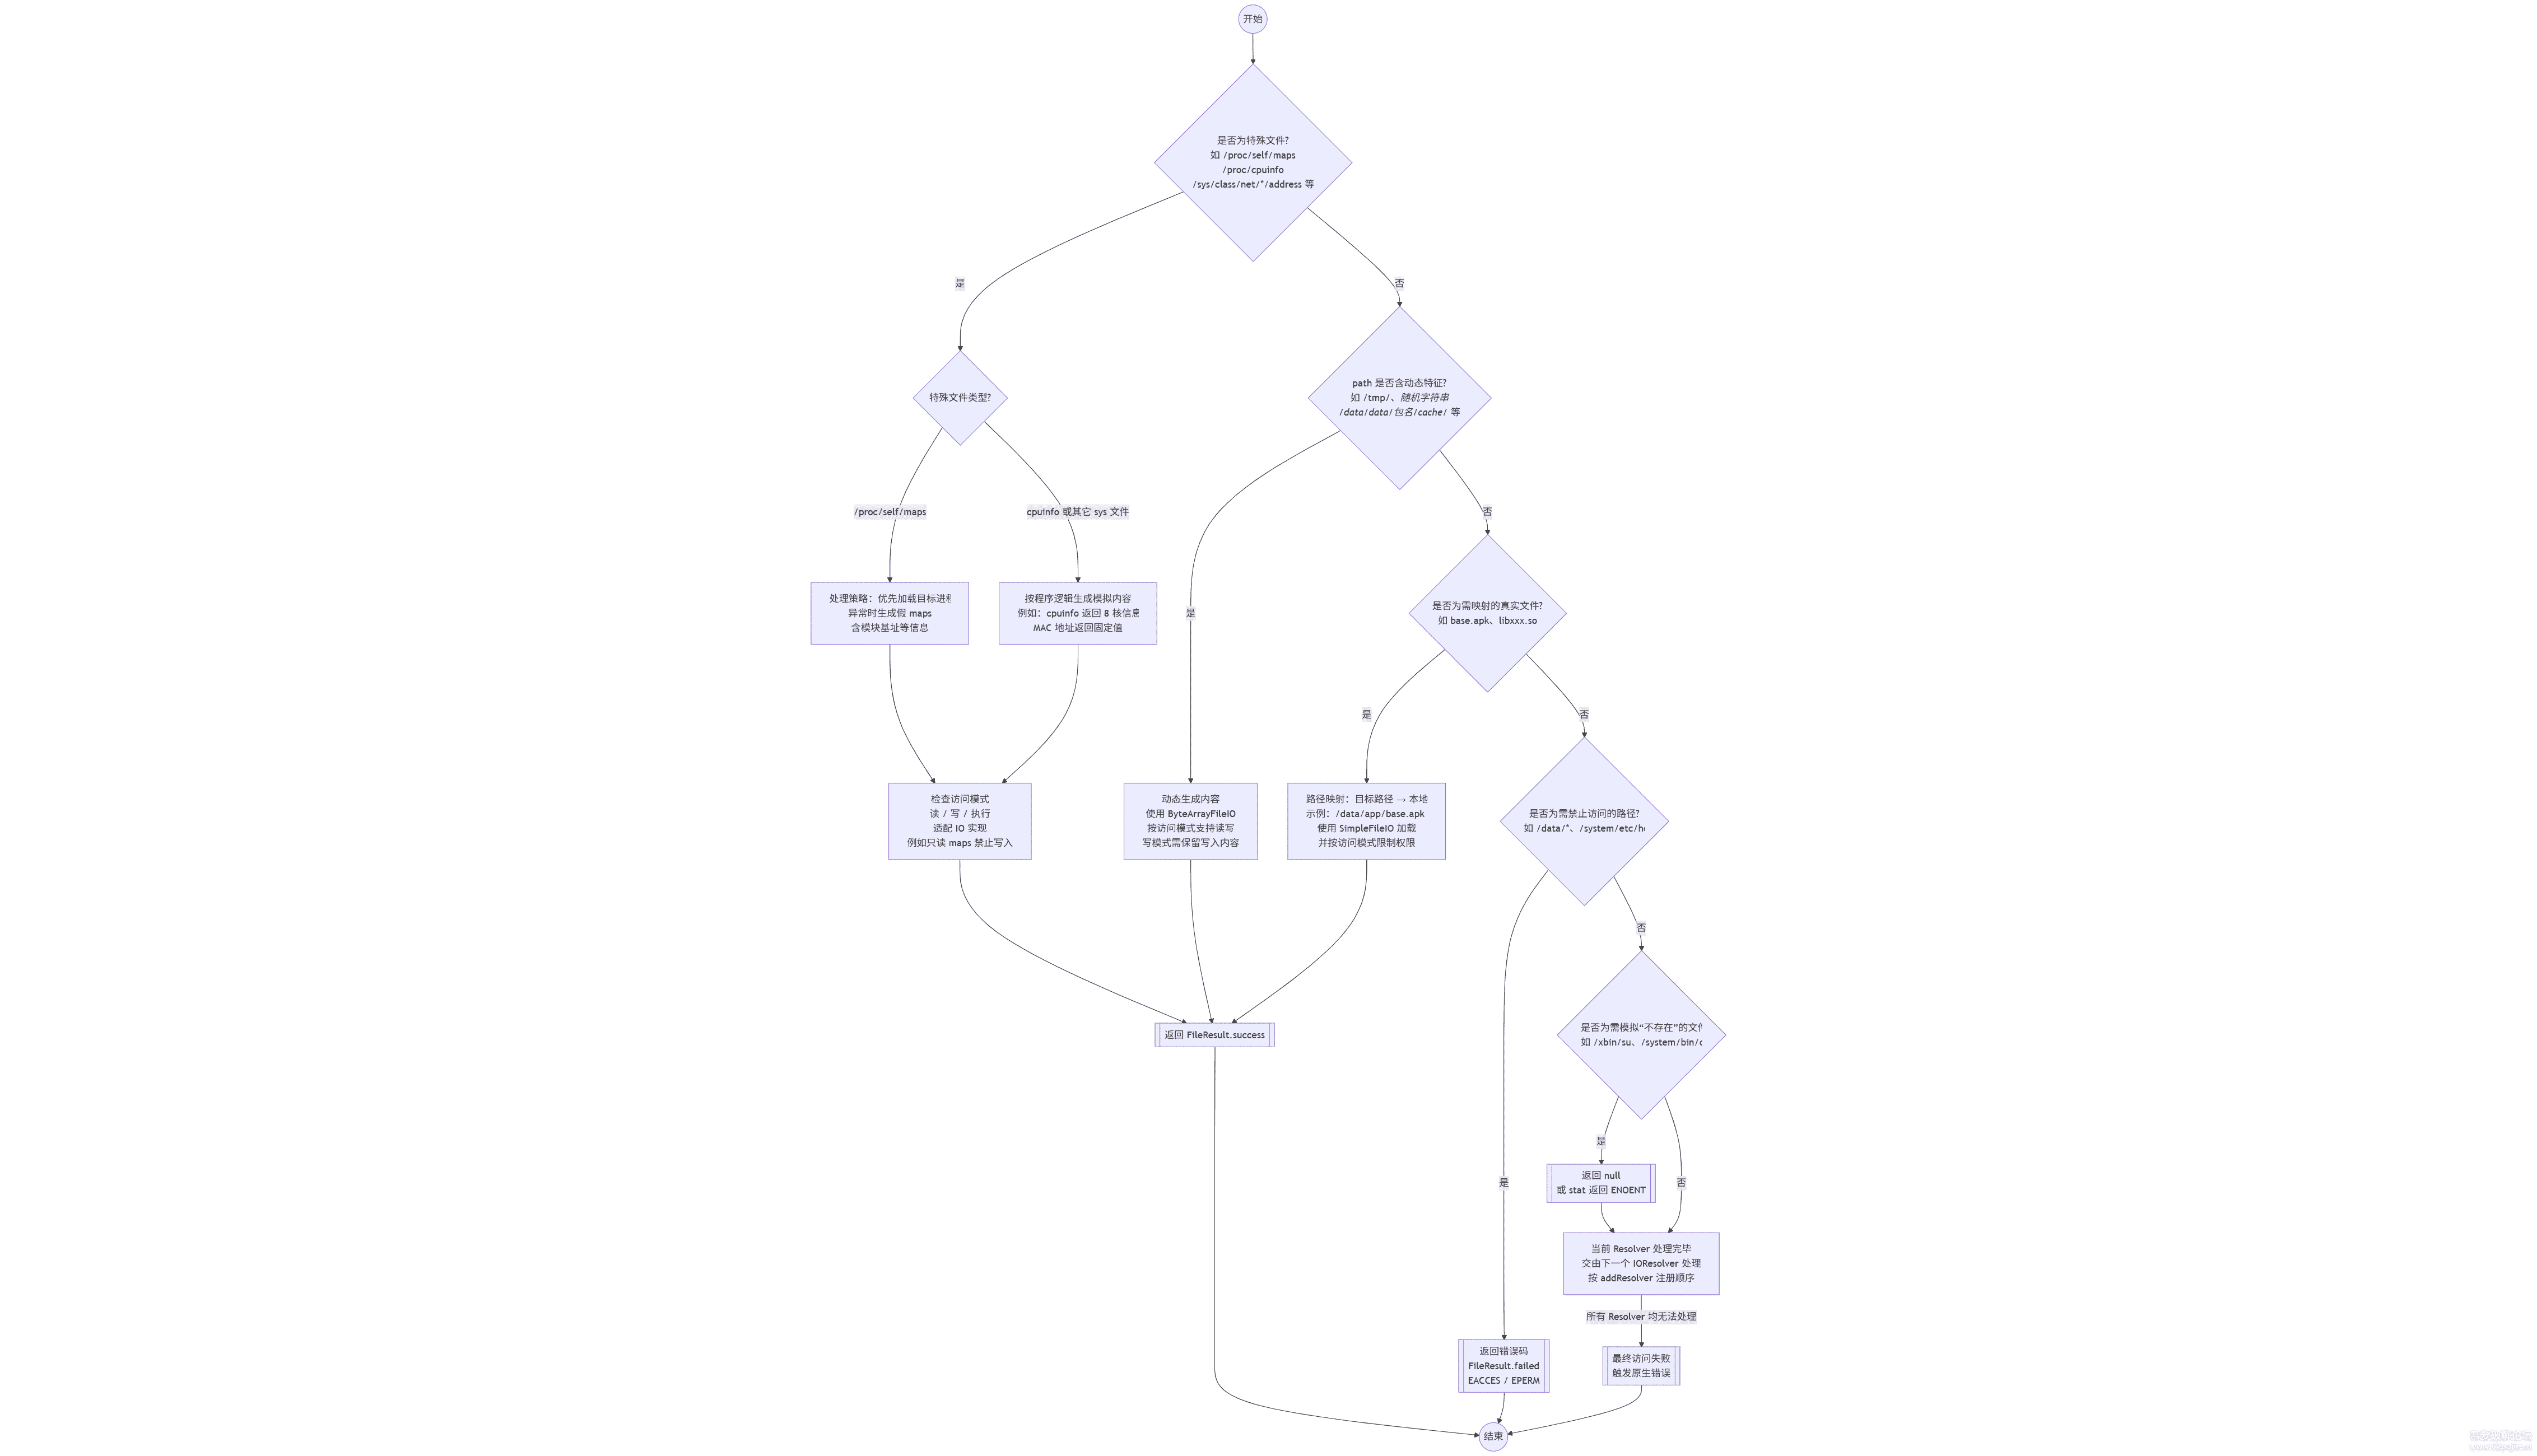 开始
是否为特殊文件?
如 /proc/self/maps
/proc/cpuinfo
/sys/class/net/*/address 等
是
否
特殊文件类型?
path 是否含动态特征?
如 /tmp/、随机字符串
/data/data/包名/cache/ 等
/proc/self/maps
cpuinfo 或其它 sys 文件
否
处理策略：优先加载目标进程
异常时生成假 maps
含模块基址等信息
按程序逻辑生成模拟内容
例如：cpuinfo 返回 8 核信息
MAC 地址返回固定值
是
是否为需映射的真实文件?
如 base.apk、libxxx.so
是
否
检查访问模式
读 / 写 / 执行
适配 IO 实现
例如只读 maps 禁止写入
动态生成内容
使用 ByteArrayFileIO
按访问模式支持读写
写模式需保留写入内容
路径映射：目标路径 → 本地
示例：/data/app/base.apk
使用 SimpleFileIO 加载
并按访问模式限制权限
是否为需禁止访问的路径?
如 /data/*、/system/etc/ho
否
返回 FileResult.success
是否为需模拟“不存在”的文件
如 /xbin/su、/system/bin/c
是
返回 null
或 stat 返回 ENOENT
是
否
当前 Resolver 处理完毕
交由下一个 IOResolver 处理
按 addResolver 注册顺序
所有 Resolver 均无法处理
返回错误码
FileResult.failed
EACCES / EPERM
最终访问失败
触发原生错误
结束